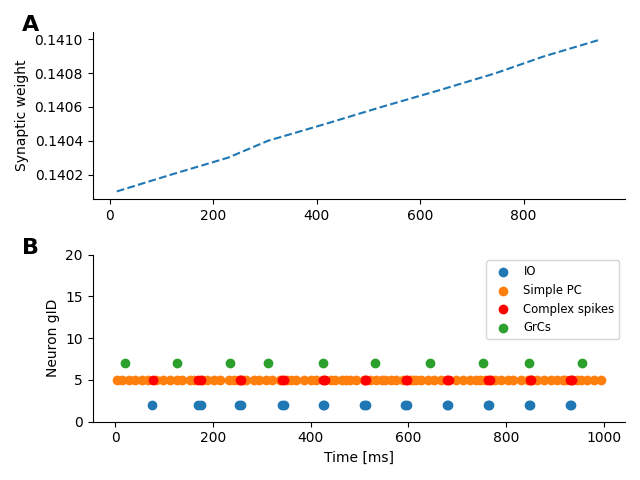 A
Synaptic weight
0.1410
0.1408
0.1406
0.1404
0.1402
0 200 400 600 800
B
Neuron gID
20
15
10
5
0
IO
Simple PC
Complex spikes
GrCs
0 200 400 600 800 1000
Time [ms]